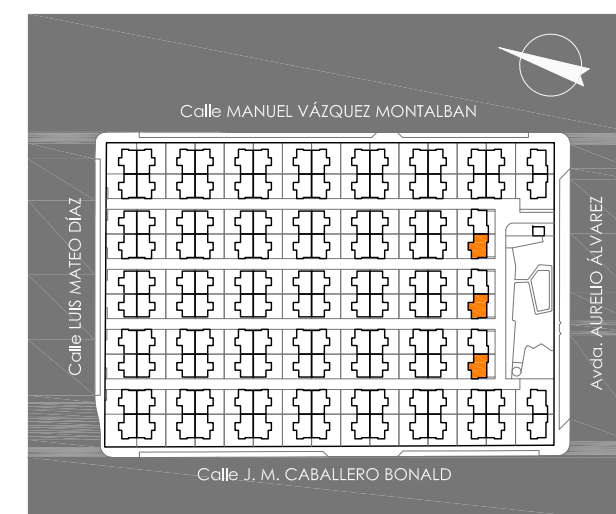 Calle MANUEL VÁZQUEZ MONTALBAN
Calle LUIS MATEO DÍAZ
Avda. AURELIO ÁLVAREZ
Calle J. M. CABALLERO BONALD